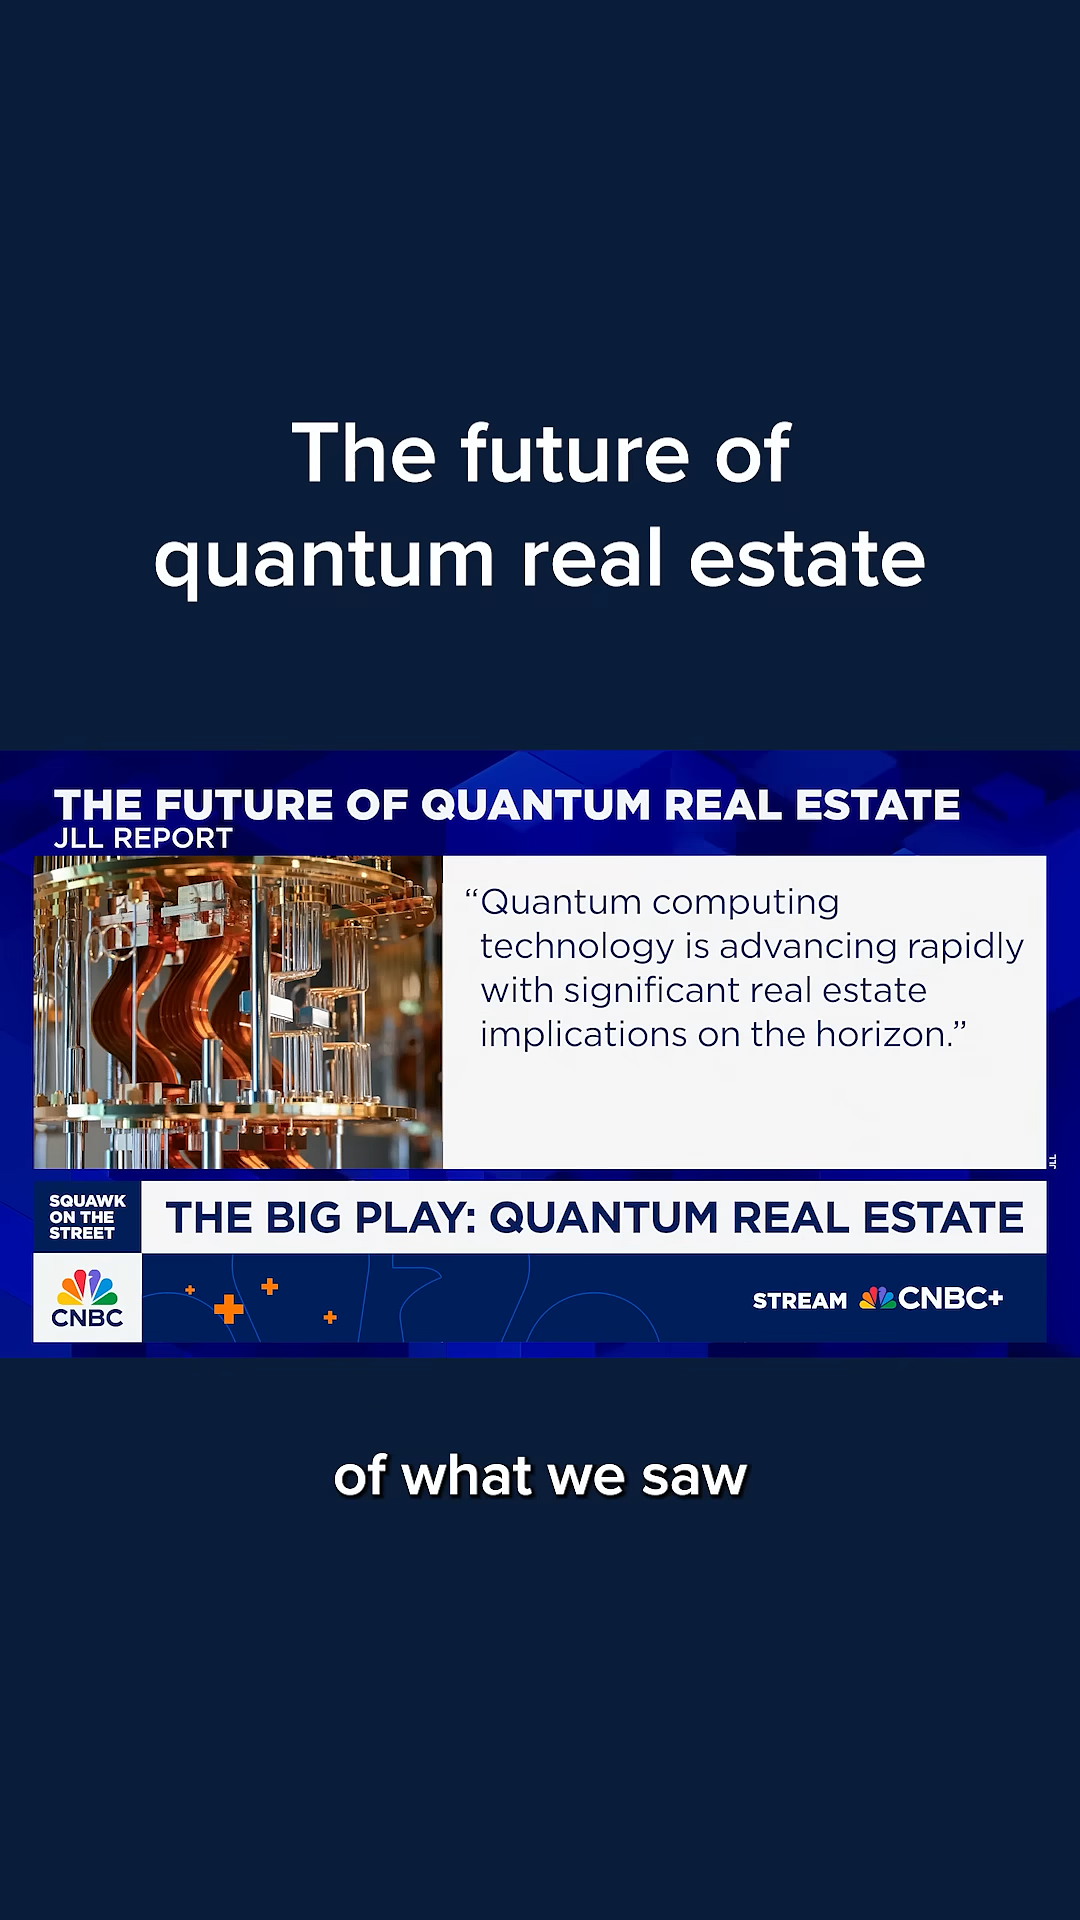 The future of
quantum real estate
THE FUTURE OF QUANTUM REAL ESTATE
JLL REPORT
“Quantum computing
technology is advancing rapidly
with significant real estate
implications on the horizon.”
JLL
SQUAWK
ON THE
STREET
THE BIG PLAY: QUANTUM REAL ESTATE
CNBC
STREAM CNBC+
of what we saw